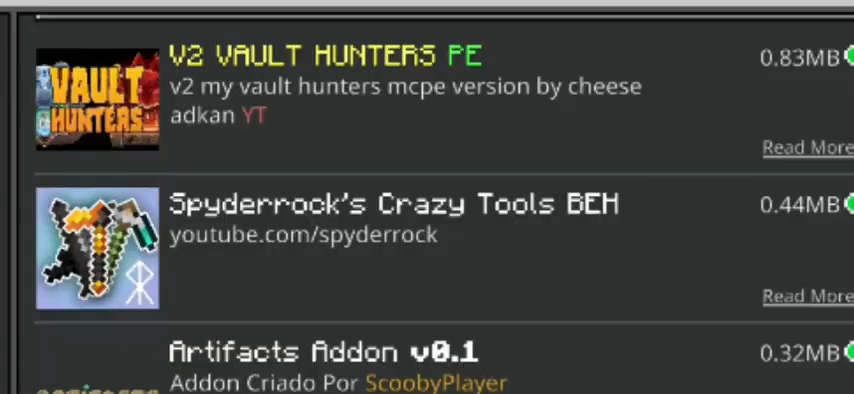 VAULT
HUNTERS
V2 VAULT HUNTERS PE
0.83MB
v2 my vault hunters mcpe version by cheese
adkan YT
Read More
Spyderrock's Crazy Tools BEH
0.44MB
youtube.com/spyderrock
Read More
Artifacts Addon v0.1
0.32MB
Addon Criado Por ScoobyPlayer